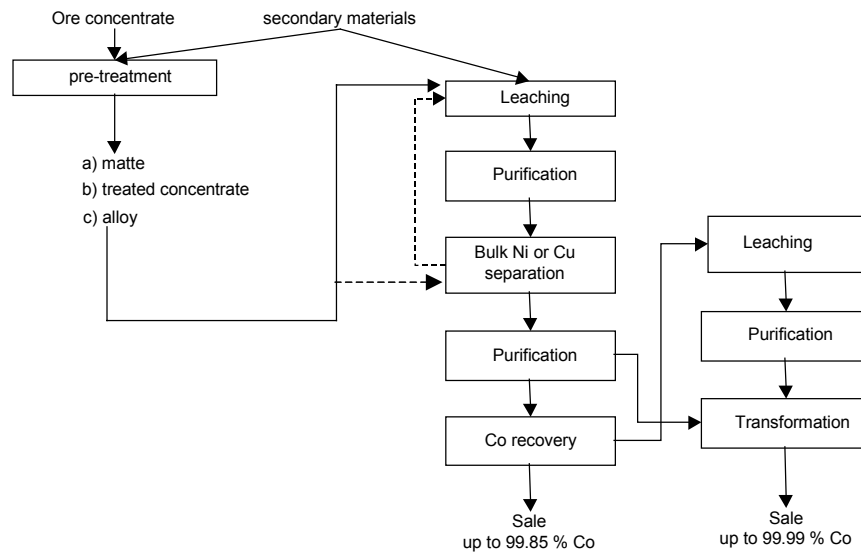 Ore concentrate
secondary materials
pre-treatment
a) matte
b) treated concentrate
c) alloy
Leaching
Purification
Bulk Ni or Cu
separation
Purification
Co recovery
Sale
up to 99.85 % Co
Leaching
Purification
Transformation
Sale
up to 99.99 % Co